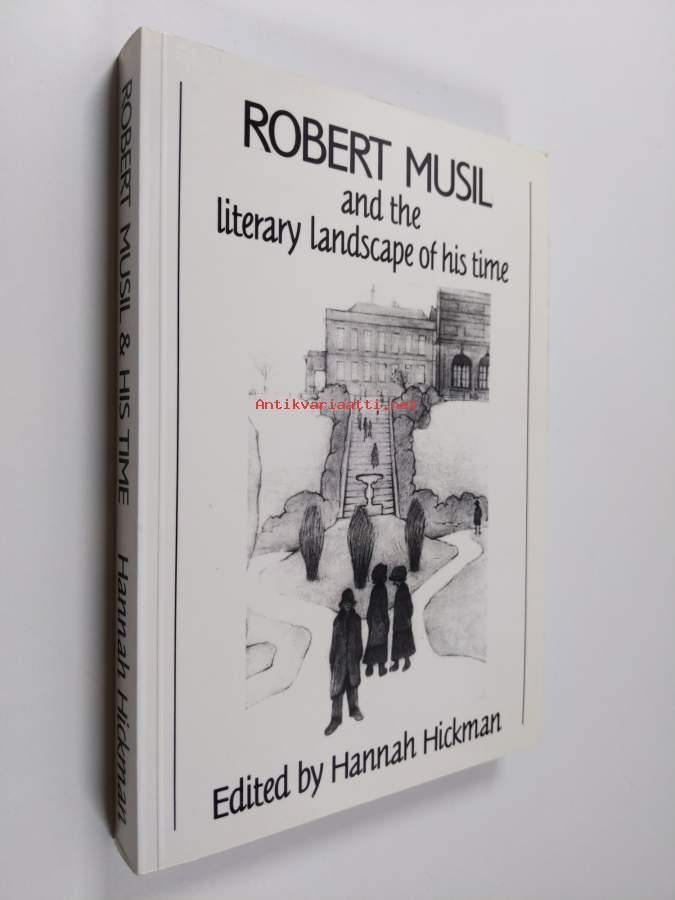 ROBERT MUSIL
and the
literary landscape of his time
Antikvariaatti.net
Edited by Hannah Hickman
ROBERT MUSIL & HIS TIME Hannah Hickman